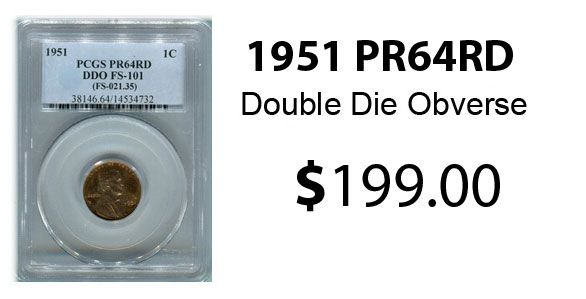 1951 1C
PCGS PR64RD
DDO FS-101
(FS-021.35)
38146.64/14534732
1951 PR64RD
Double Die Obverse
$199.00